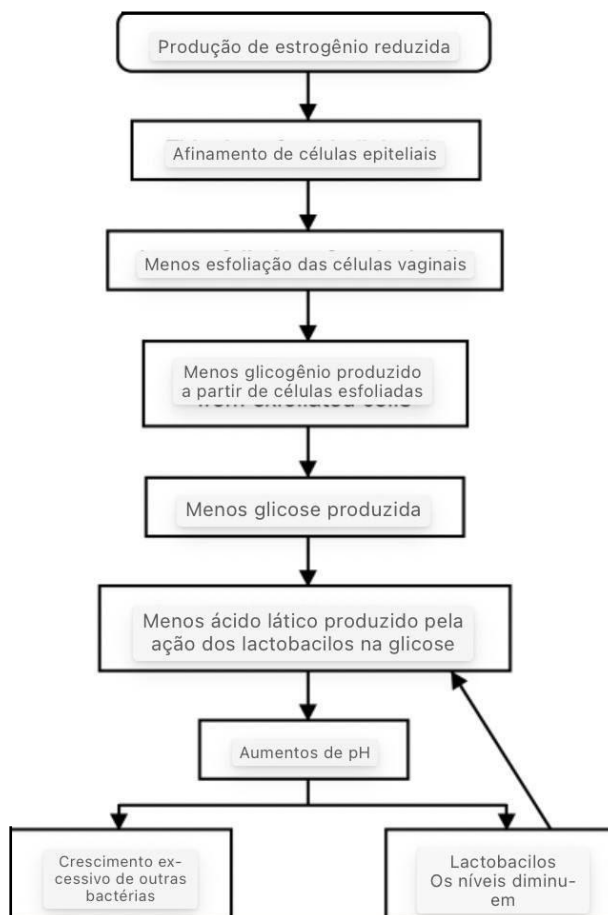 Produção de estrogênio reduzida
Afinamento de células epiteliais
Menos esfoliação das células vaginais
Menos glicogênio produzido
a partir de células esfoliadas
Menos glicose produzida
Menos ácido lático produzido pela
ação dos lactobacilos na glicose
Aumentos de pH
Crescimento ex-
cessivo de outras
bactérias
Lactobacilos
Os níveis diminu-
em